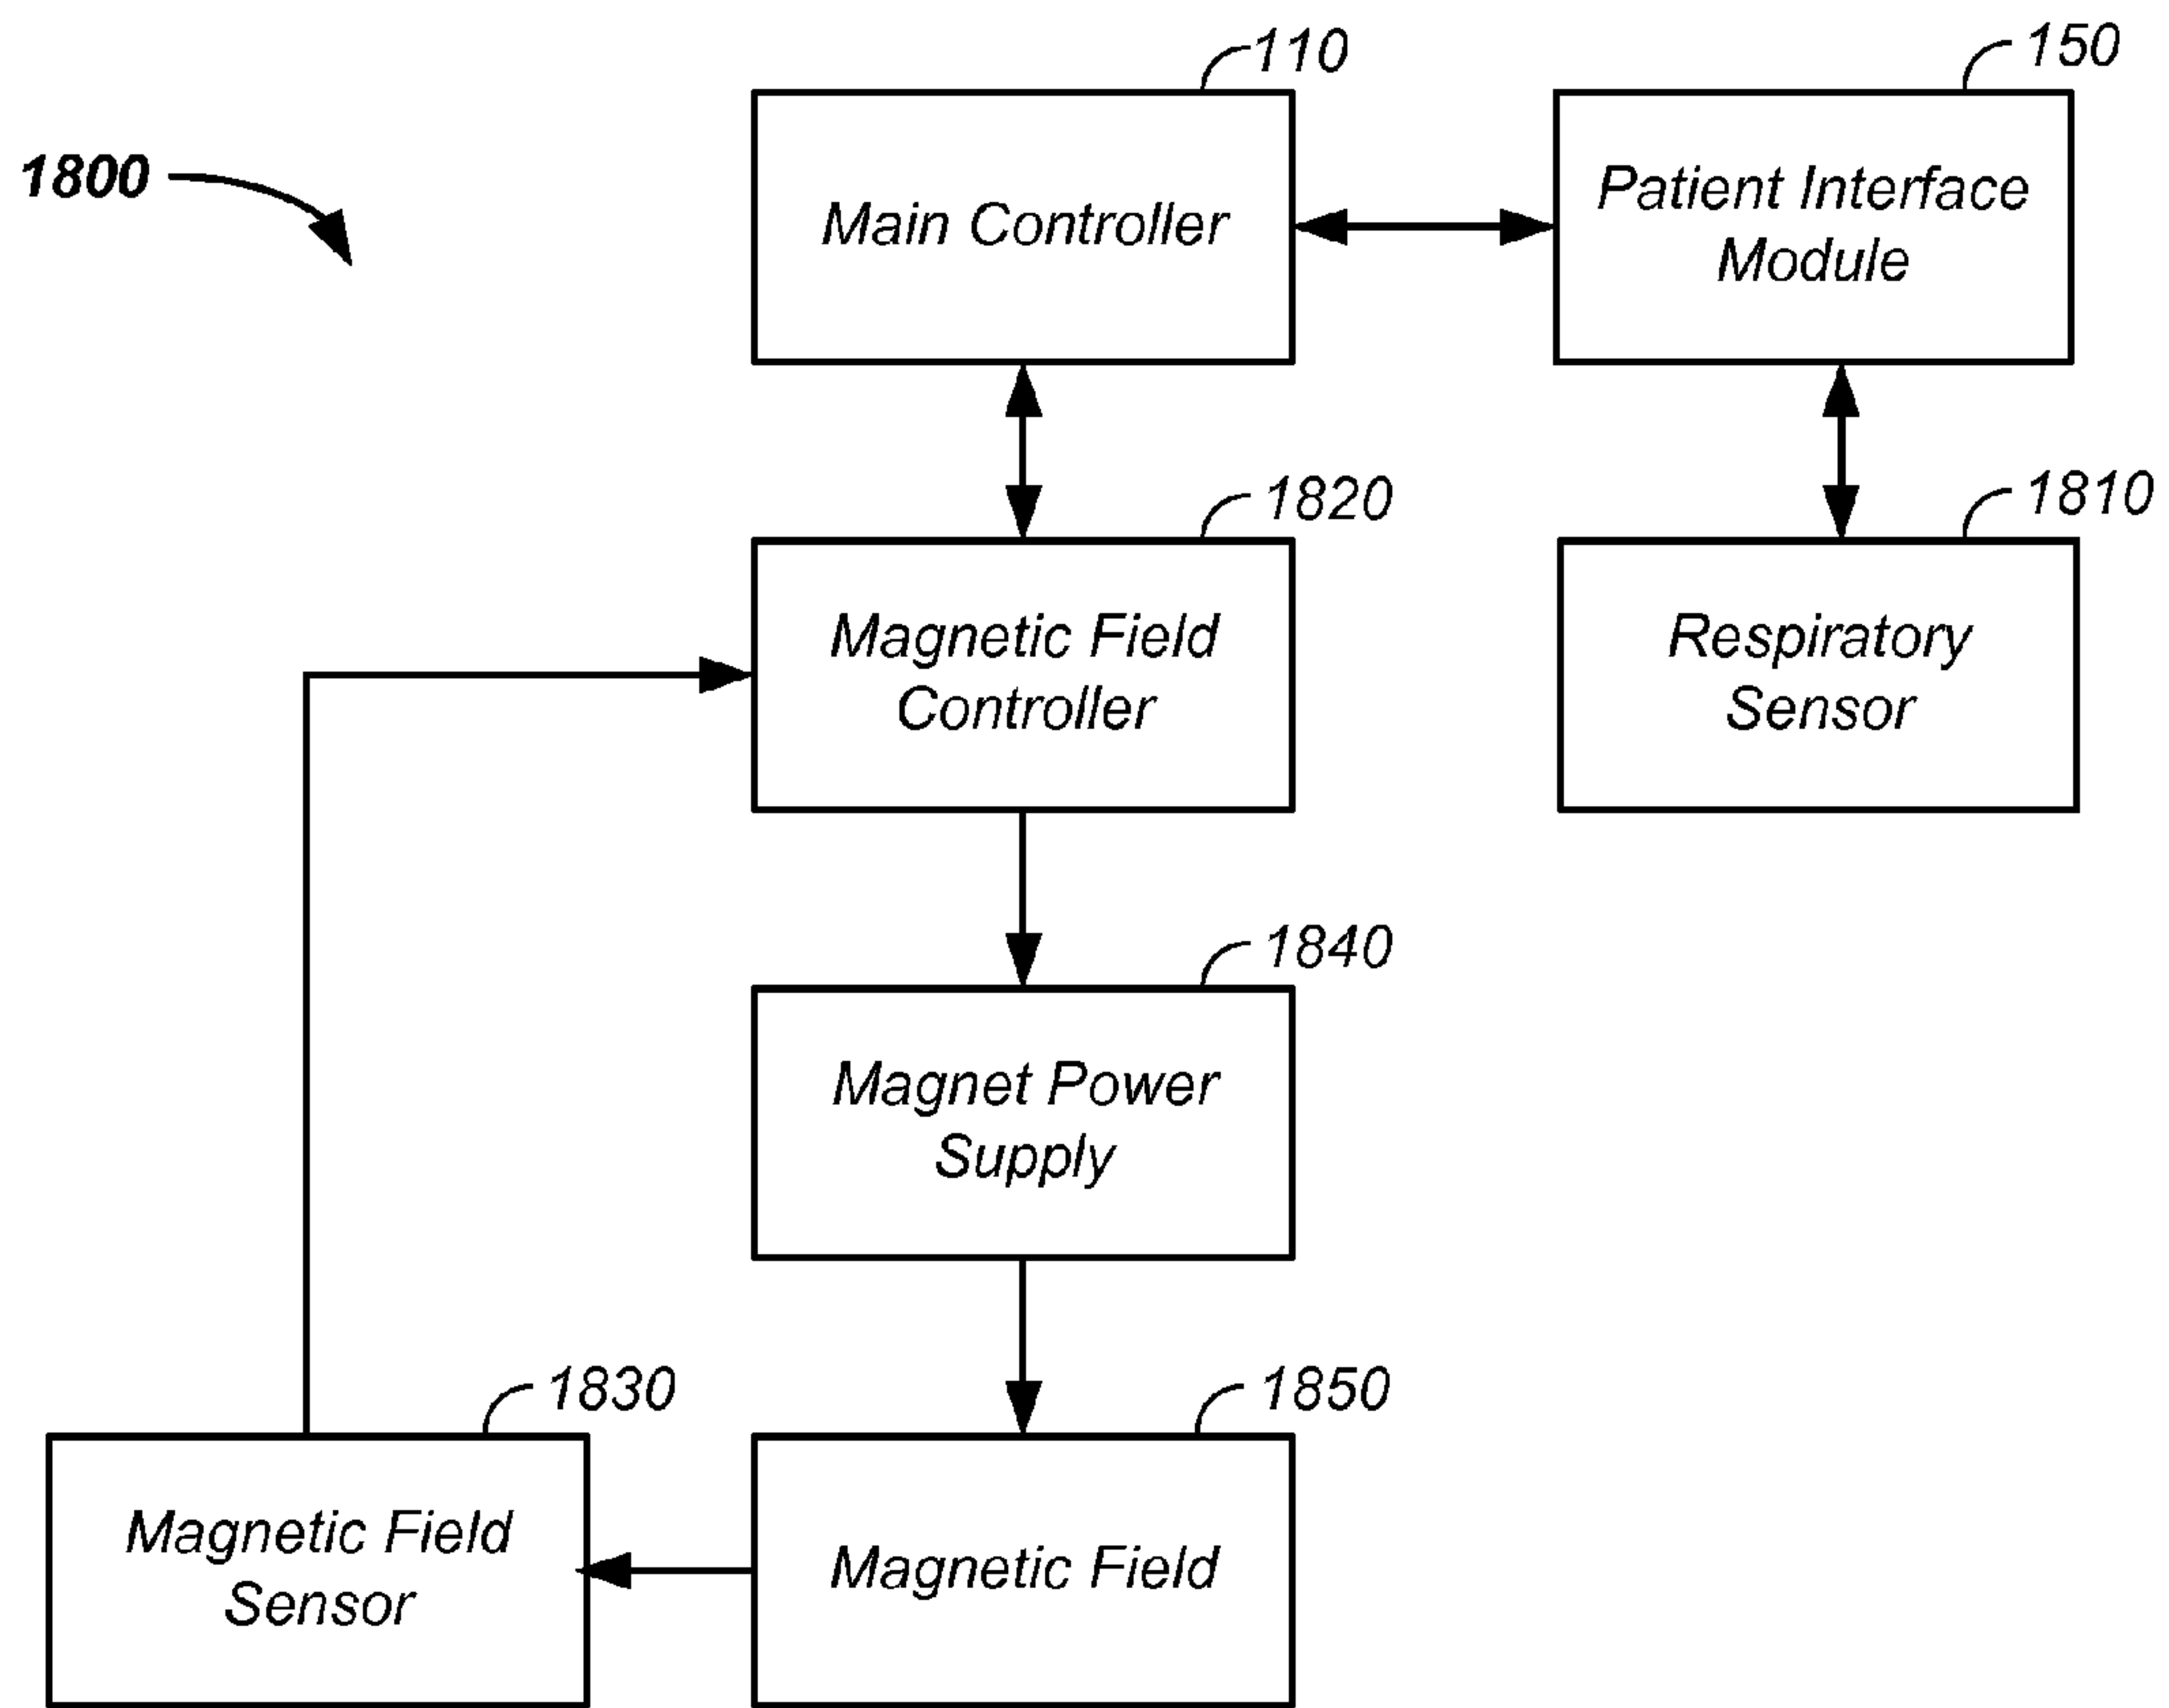 110
150
1800
Main Controller
Patient Interface
Module
1820
1810
Magnetic Field
Controller
Respiratory
Sensor
1840
Magnet Power
Supply
1830
1850
Magnetic Field
Sensor
Magnetic Field